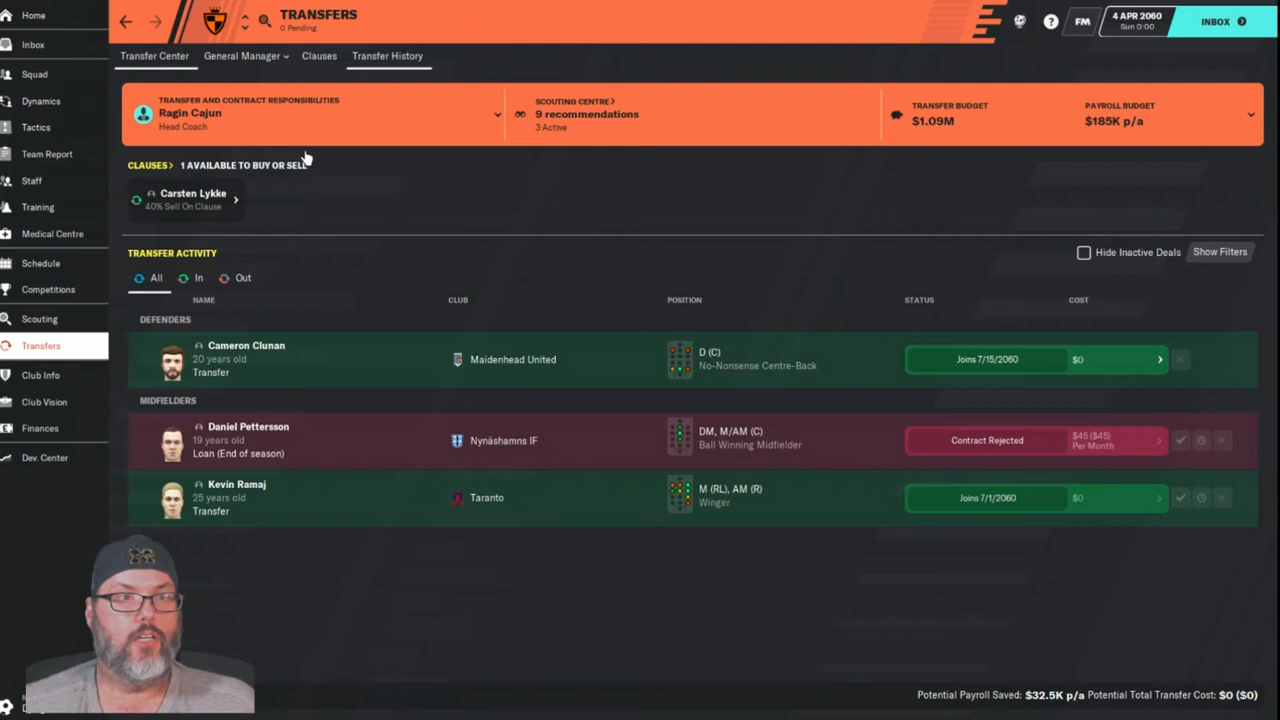 Home
Inbox
Squad
Dynamics
Tactics
Team Report
Staff
Training
Medical Centre
Schedule
Competitions
Scouting
Transfers
Club Info
Club Vision
Finances
Dev. Center
TRANSFERS
0 Pending
FM
4 APR 2060
Sun 0:00
INBOX
Transfer Center
General Manager
Clauses
Transfer History
TRANSFER AND CONTRACT RESPONSIBILITIES
Ragin Cajun
Head Coach
SCOUTING CENTRE >
9 recommendations
3 Active
TRANSFER BUDGET
$1.09M
PAYROLL BUDGET
$185K p/a
CLAUSES > 1 AVAILABLE TO BUY OR SELL
Carsten Lykke
40% Sell On Clause
TRANSFER ACTIVITY
Hide Inactive Deals
Show Filters
All
In
Out
NAME CLUB POSITION STATUS COST
DEFENDERS
Cameron Clunan
20 years old
Transfer
Maidenhead United
D (C)
No-Nonsense Centre-Back
Joins 7/15/2060
$0
MIDFIELDERS
Daniel Pettersson
19 years old
Loan (End of season)
Nynäshamns IF
DM, M/AM (C)
Ball Winning Midfielder
Contract Rejected
$45 ($45)
Per Month
Kevin Ramaj
25 years old
Transfer
Taranto
M (RL), AM (R)
Winger
Joins 7/1/2060
$0
Potential Payroll Saved: $32.5K p/a Potential Total Transfer Cost: $0 ($0)